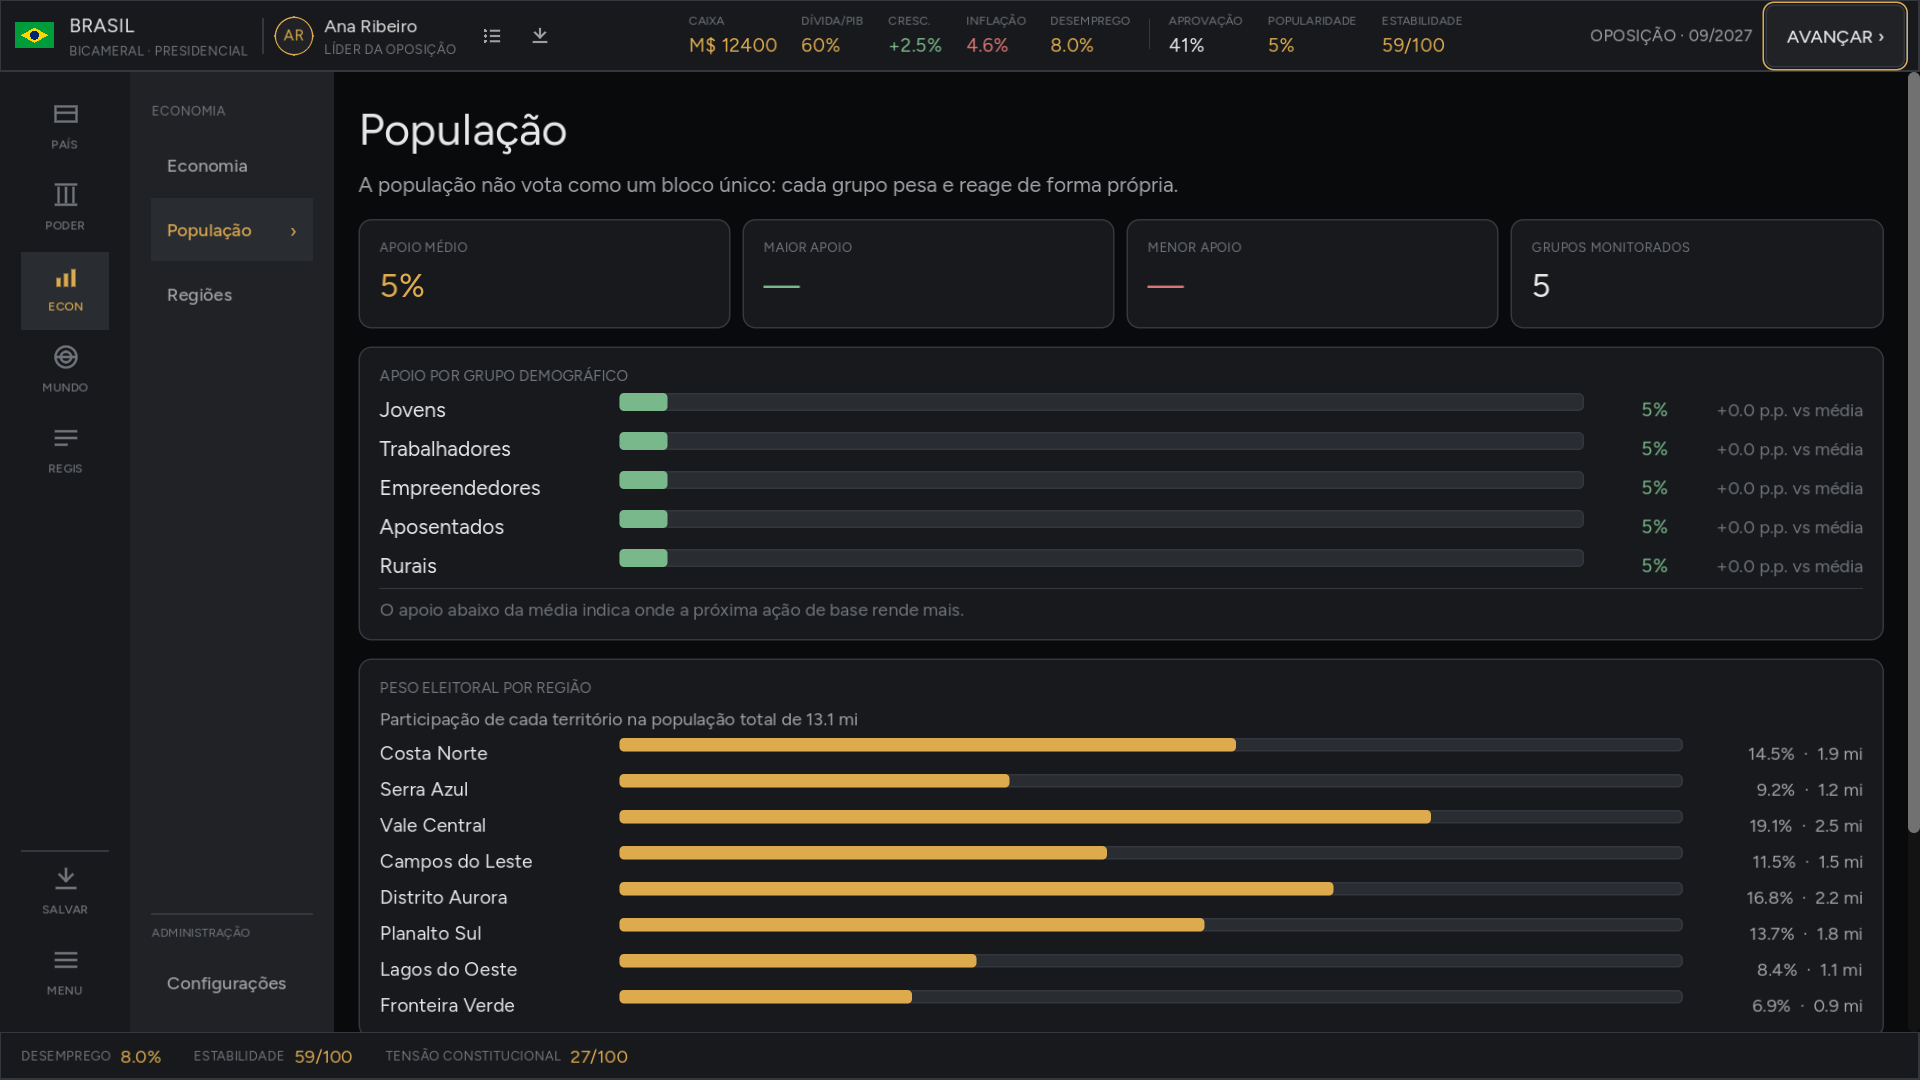 BRASIL
BICAMERAL · PRESIDENCIAL
AR
Ana Ribeiro
LÍDER DA OPOSIÇÃO
CAIXA
M$ 12400
DÍVIDA/PIB
60%
CRESC.
+2.5%
INFLAÇÃO
4.6%
DESEMPREGO
8.0%
APROVAÇÃO
41%
POPULARIDADE
5%
ESTABILIDADE
59/100
OPOSIÇÃO · 09/2027
AVANÇAR ›
PAÍS
PODER
ECON
MUNDO
REGIS
SALVAR
MENU
ECONOMIA
Economia
População ›
Regiões
ADMINISTRAÇÃO
Configurações
População
A população não vota como um bloco único: cada grupo pesa e reage de forma própria.
APOIO MÉDIO
5%
MAIOR APOIO
—
MENOR APOIO
—
GRUPOS MONITORADOS
5
APOIO POR GRUPO DEMOGRÁFICO
Jovens 5% +0.0 p.p. vs média
Trabalhadores 5% +0.0 p.p. vs média
Empreendedores 5% +0.0 p.p. vs média
Aposentados 5% +0.0 p.p. vs média
Rurais 5% +0.0 p.p. vs média
O apoio abaixo da média indica onde a próxima ação de base rende mais.
PESO ELEITORAL POR REGIÃO
Participação de cada território na população total de 13.1 mi
Costa Norte 14.5% · 1.9 mi
Serra Azul 9.2% · 1.2 mi
Vale Central 19.1% · 2.5 mi
Campos do Leste 11.5% · 1.5 mi
Distrito Aurora 16.8% · 2.2 mi
Planalto Sul 13.7% · 1.8 mi
Lagos do Oeste 8.4% · 1.1 mi
Fronteira Verde 6.9% · 0.9 mi
DESEMPREGO 8.0% ESTABILIDADE 59/100 TENSÃO CONSTITUCIONAL 27/100